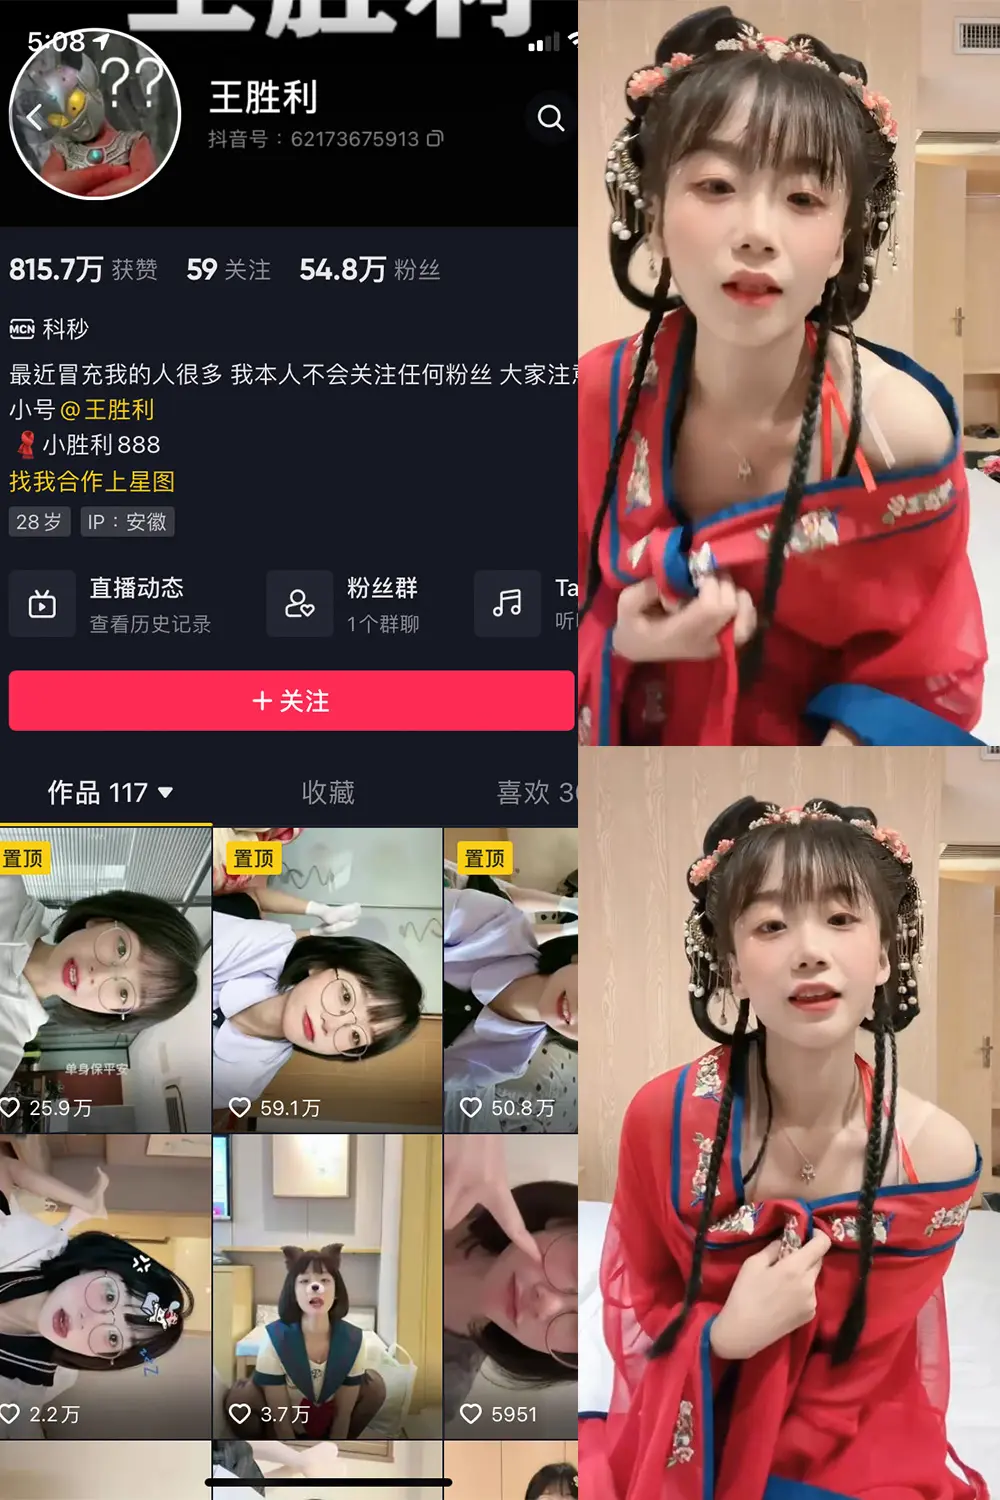 王胜利
5:08
??
王胜利
抖音号：62173675913
815.7万 获赞 59 关注 54.8万 粉丝
MCN 科秒
最近冒充我的人很多 我本人不会关注任何粉丝 大家注意
小号@王胜利
小胜利888
找我合作上星图
28岁 IP：安徽
直播动态
查看历史记录
粉丝群
1个群聊
Ta
听
+ 关注
作品 117 收藏 喜欢 3
置顶 置顶 置顶
单身保平安
25.9万 59.1万 50.8万
zzz
2.2万 3.7万 5951